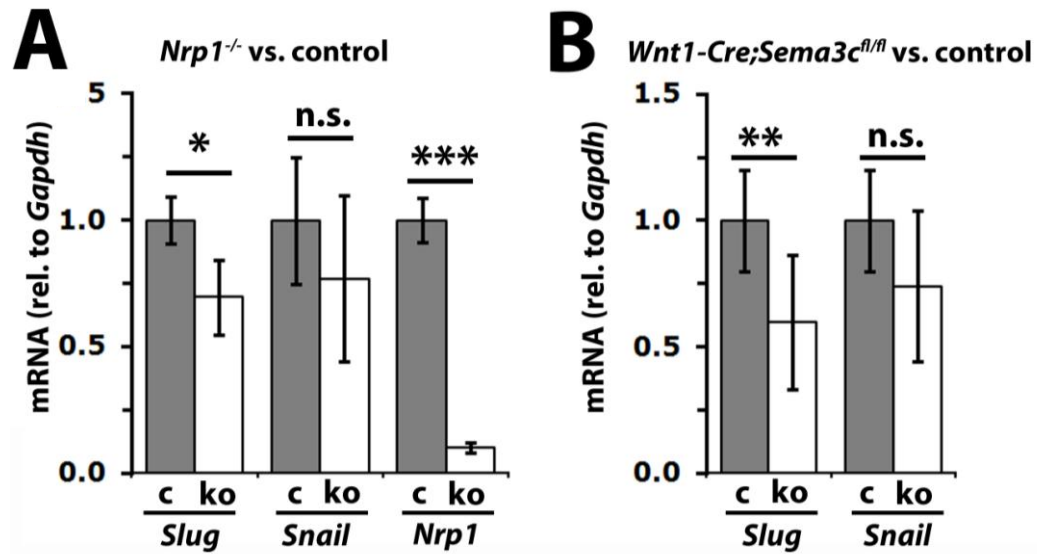 A
Nrp1-/- vs. control
mRNA (rel. to Gapdh)
5
1.0
0.5
0.0
*
n.s.
***
c ko
c ko
c ko
Slug
Snail
Nrp1
B
Wnt1-Cre;Sema3cfl/fl vs. control
mRNA (rel. to Gapdh)
1.5
1.0
0.5
0.0
**
n.s.
c ko
c ko
Slug
Snail